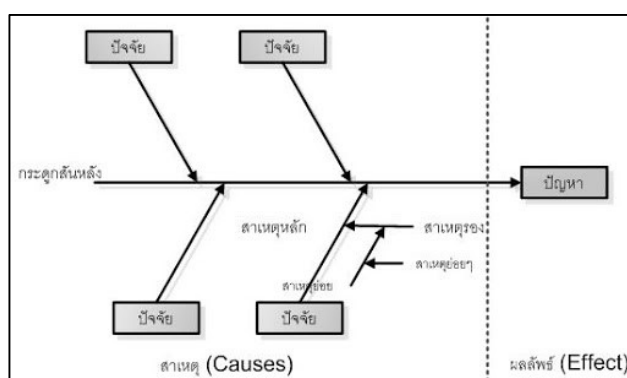 ปัจจัย
ปัจจัย
กระดูกสันหลัง
ปัญหา
สาเหตุหลัก
สาเหตุรอง
สาเหตุย่อยๆ
สาเหตุย่อย
ปัจจัย
ปัจจัย
สาเหตุ (Causes)
ผลลัพธ์ (Effect)